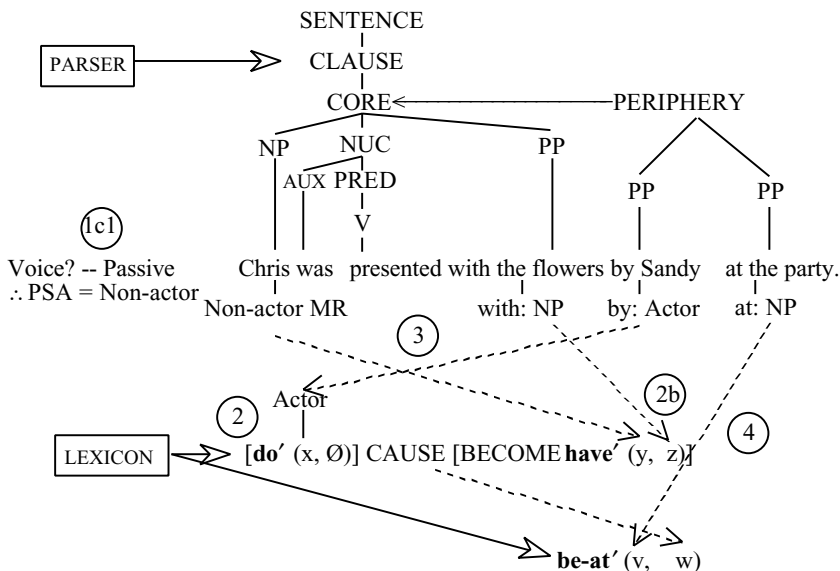 SENTENCE
PARSER
CLAUSE
CORE PERIPHERY
NP NUC PP
AUX PRED PP PP
1c1
V
Voice? -- Passive Chris was presented with the flowers by Sandy at the party.
∴ PSA = Non-actor Non-actor MR with: NP by: Actor at: NP
3
Actor
2 2b
4
LEXICON [do′ (x, Ø)] CAUSE [BECOME have′ (y, z)]
be-at′ (v, w)